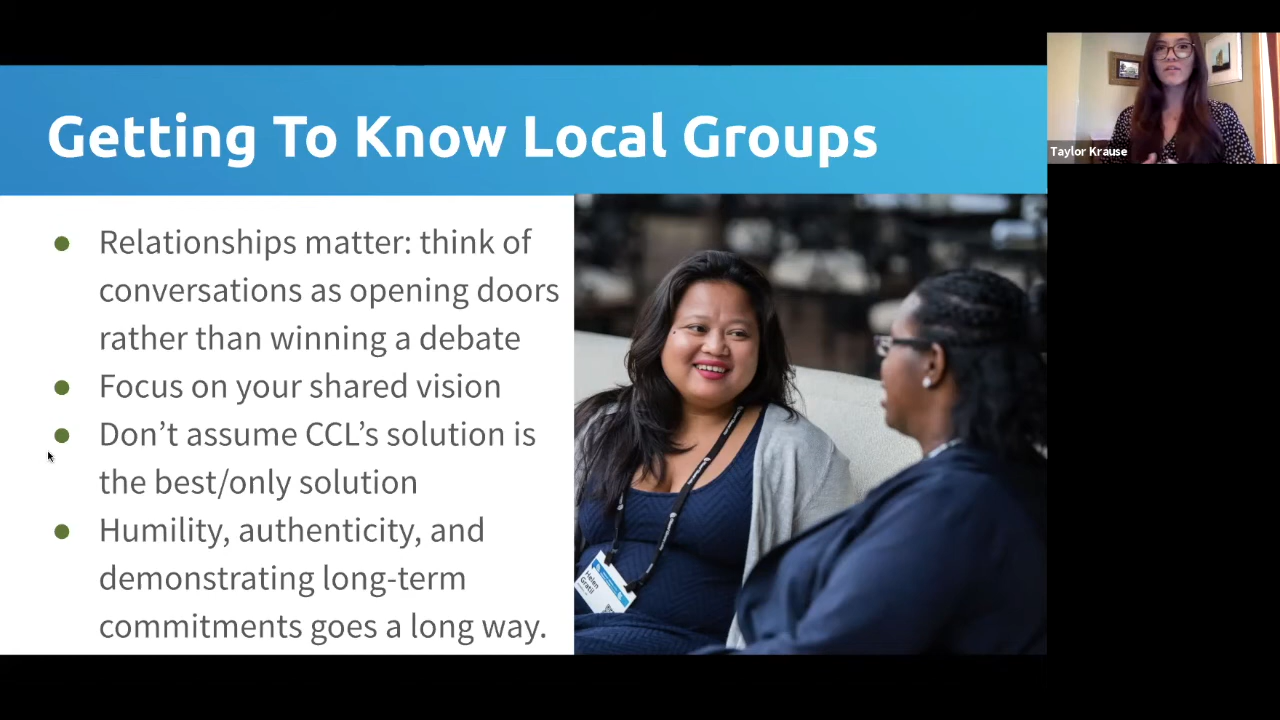 Getting To Know Local Groups
Taylor Krause
Relationships matter: think of
conversations as opening doors
rather than winning a debate
Focus on your shared vision
Don’t assume CCL’s solution is
the best/only solution
Humility, authenticity, and
demonstrating long-term
commitments goes a long way.
Helen